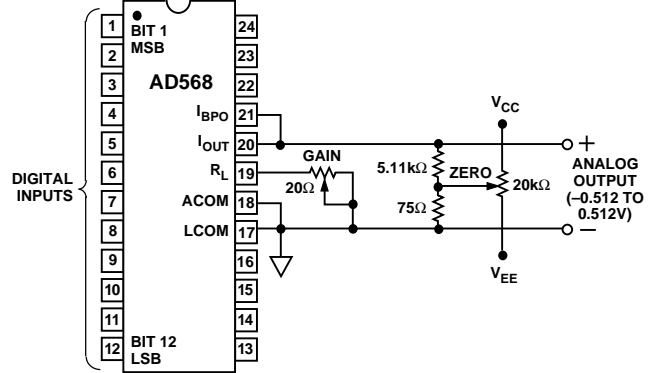 1
2
3
4
5
6
7
8
9
10
11
12
BIT 1
MSB
AD568
I_BPO
I_OUT
R_L
ACOM
LCOM
BIT 12
LSB
24
23
22
21
20
19
18
17
16
15
14
13
DIGITAL
INPUTS
GAIN
20Ω
5.11kΩ
75Ω
ZERO
V_CC
20kΩ
V_EE
+
ANALOG
OUTPUT
(–0.512 TO
0.512V)
–